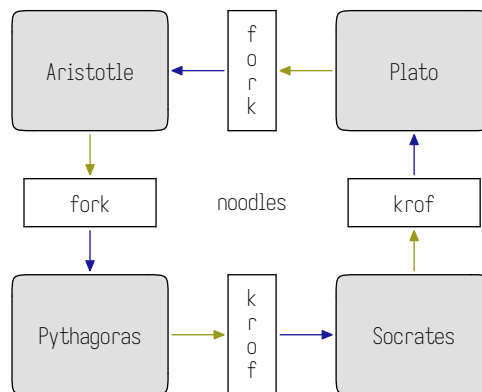 Aristotle
f
o
r
k
Plato
fork
noodles
krof
Pythagoras
k
r
o
f
Socrates